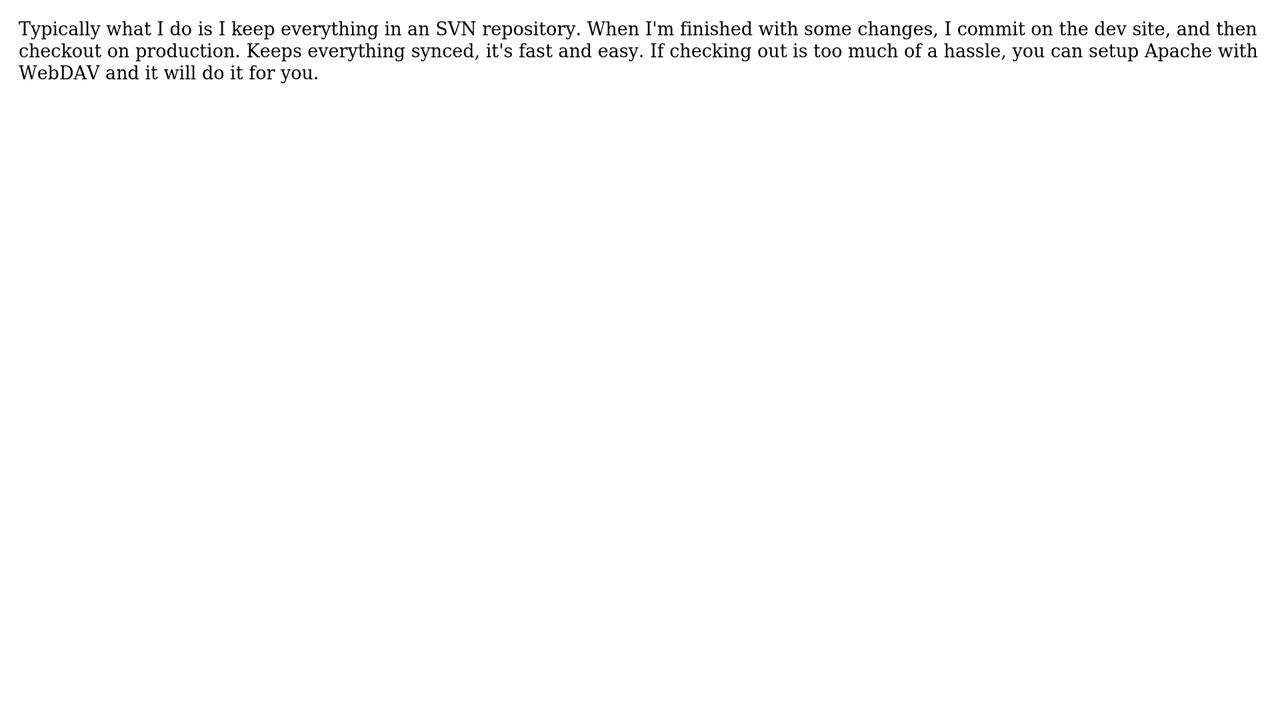 Typically what I do is I keep everything in an SVN repository. When I'm finished with some changes, I commit on the dev site, and then
checkout on production. Keeps everything synced, it's fast and easy. If checking out is too much of a hassle, you can setup Apache with
WebDAV and it will do it for you.